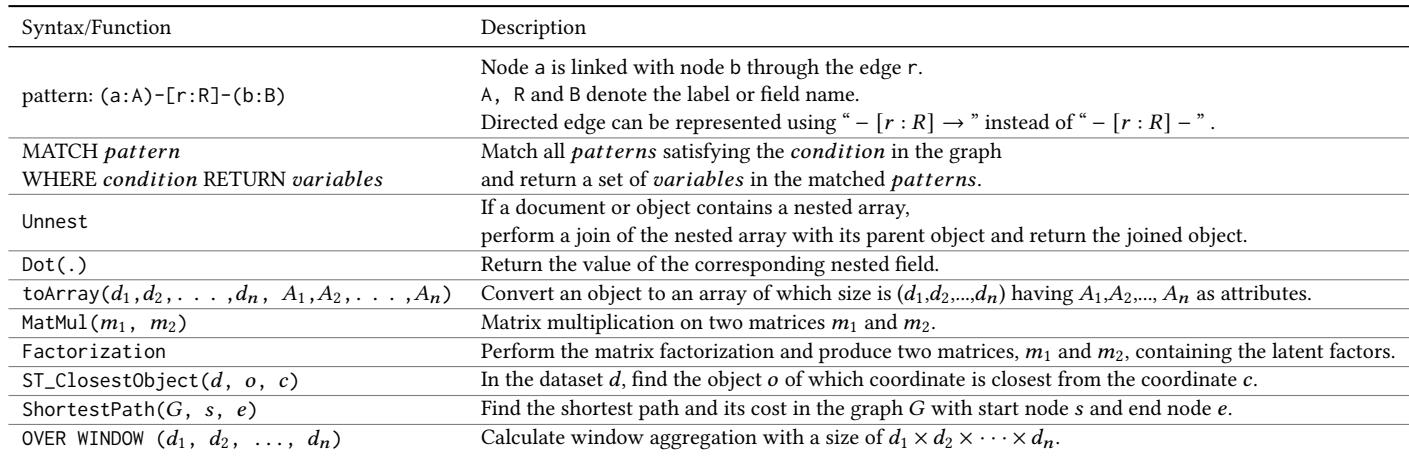 Syntax/Function Description
pattern: (a:A)-[r:R]-(b:B)
Node a is linked with node b through the edge r.
A, R and B denote the label or field name.
Directed edge can be represented using “ – [r : R] → ” instead of “ – [r : R] – ” .
MATCH pattern
WHERE condition RETURN variables
Match all patterns satisfying the condition in the graph
and return a set of variables in the matched patterns.
Unnest
If a document or object contains a nested array,
perform a join of the nested array with its parent object and return the joined object.
Dot(.) Return the value of the corresponding nested field.
toArray(d₁,d₂,...,dₙ, A₁,A₂,...,Aₙ) Convert an object to an array of which size is (d₁,d₂,...,dₙ) having A₁,A₂,..., Aₙ as attributes.
MatMul(m₁, m₂) Matrix multiplication on two matrices m₁ and m₂.
Factorization Perform the matrix factorization and produce two matrices, m₁ and m₂, containing the latent factors.
ST_ClosestObject(d, o, c) In the dataset d, find the object o of which coordinate is closest from the coordinate c.
ShortestPath(G, s, e) Find the shortest path and its cost in the graph G with start node s and end node e.
OVER WINDOW (d₁, d₂, ..., dₙ) Calculate window aggregation with a size of d₁ × d₂ × · · · × dₙ.